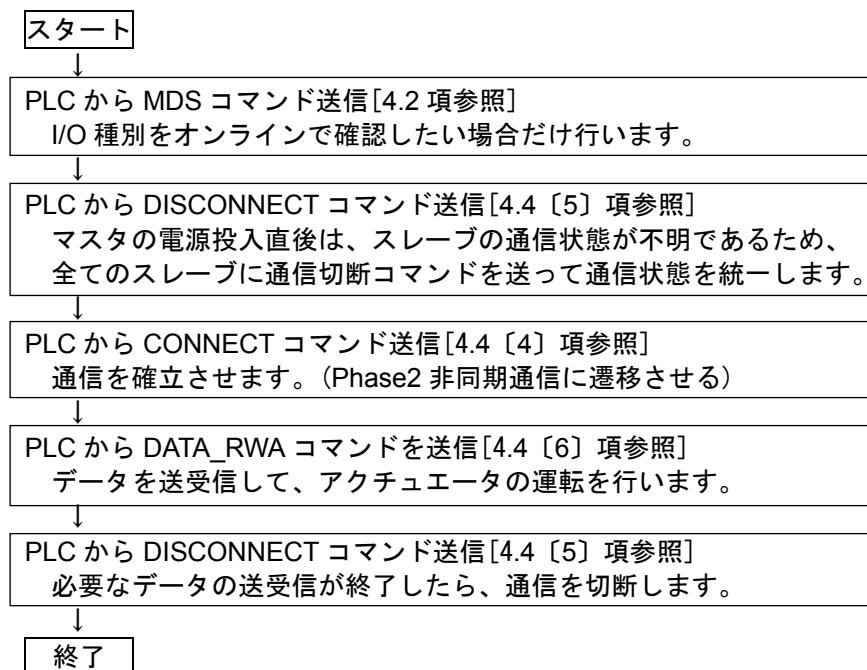 スタート
↓
PLC から MDS コマンド送信[4.2 項参照]
I/O 種別をオンラインで確認したい場合だけ行います。
↓
PLC から DISCONNECT コマンド送信[4.4〔5〕項参照]
マスタの電源投入直後は、スレーブの通信状態が不明であるため、
全てのスレーブに通信切断コマンドを送って通信状態を統一します。
↓
PLC から CONNECT コマンド送信[4.4〔4〕項参照]
通信を確立させます。(Phase2 非同期通信に遷移させる)
↓
PLC から DATA_RWA コマンドを送信[4.4〔6〕項参照]
データを送受信して、アクチュエータの運転を行います。
↓
PLC から DISCONNECT コマンド送信[4.4〔5〕項参照]
必要なデータの送受信が終了したら、通信を切断します。
↓
終了